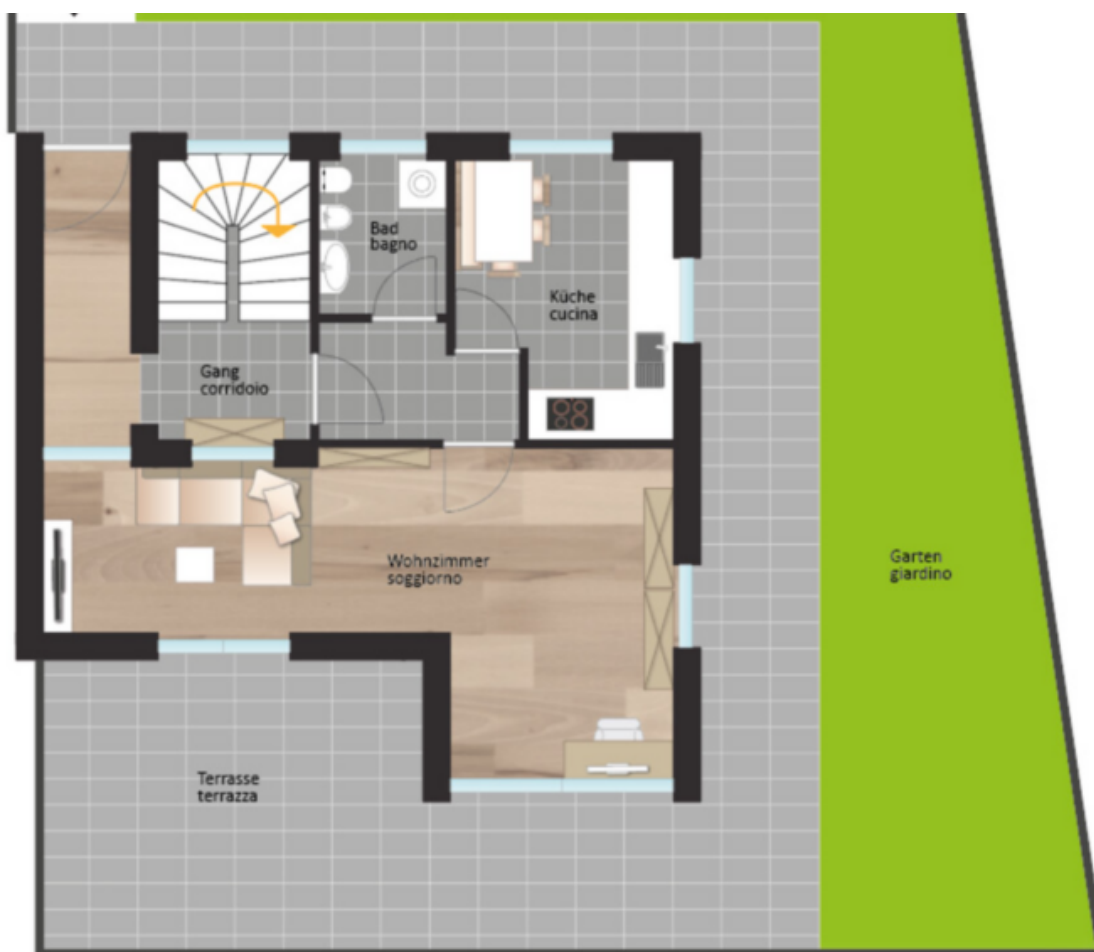 Bad
bagno
Küche
cucina
Gang
corridoio
Wohnzimmer
soggiorno
Garten
giardino
Terrasse
terrazza